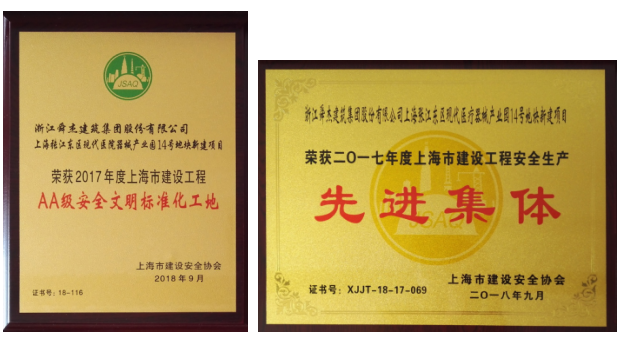 JSAQ
浙江舜杰建筑集团股份有限公司
上海张江东区现代医院器械产业园14号地块新建项目
荣获2017年度上海市建设工程
AA级安全文明标准化工地
上海市建设安全协会
2018年9月
证书号：16-116
浙江舜杰建筑集团股份有限公司上海张江东区现代医疗器械产业园14号地块新建项目
荣获二〇一七年度上海市建设工程安全生产
先进集体
JSAQ
上海市建设安全协会
证书号：XJJT-18-17-069
二〇一八年九月